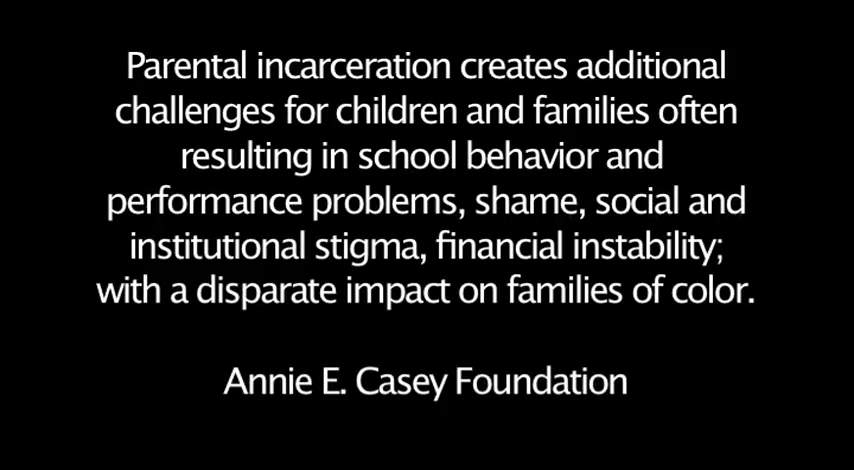 Parental incarceration creates additional
challenges for children and families often
resulting in school behavior and
performance problems, shame, social and
institutional stigma, financial instability;
with a disparate impact on families of color.
Annie E. Casey Foundation